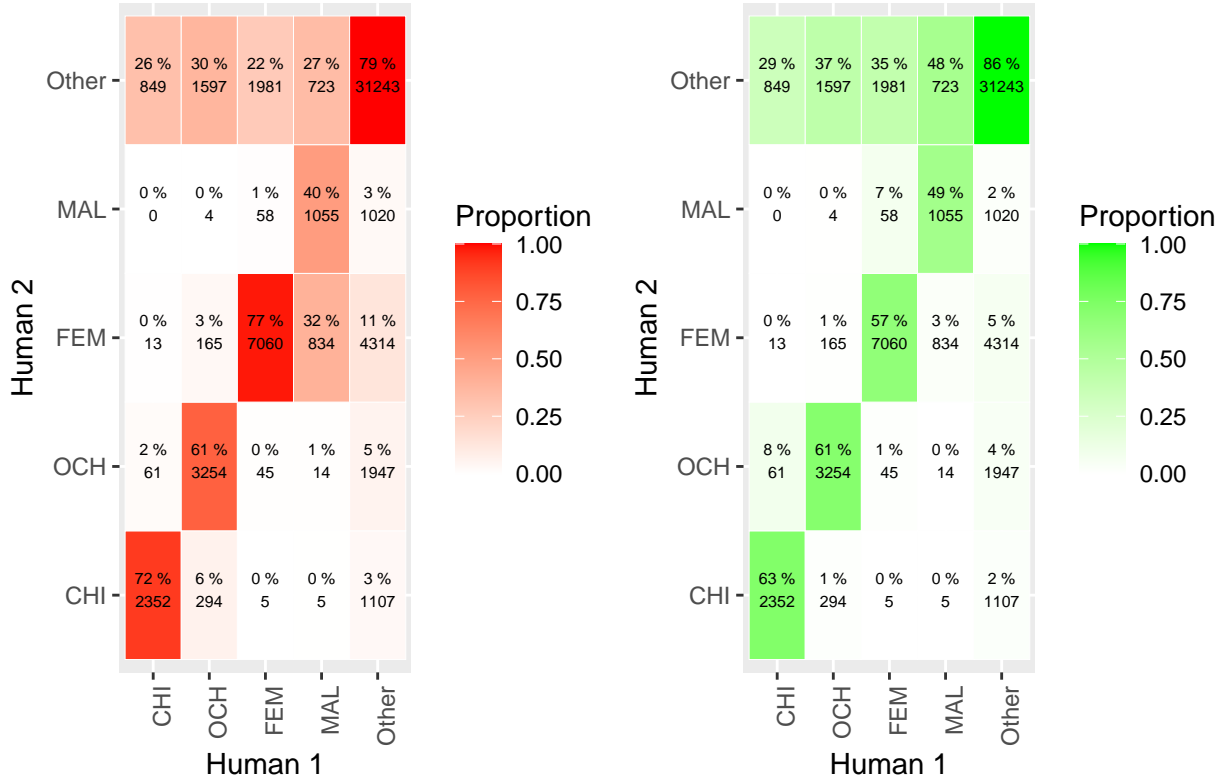 Other
26 % 30 % 22 % 27 % 79 %
849 1597 1981 723 31243
MAL
0 % 0 % 1 % 40 % 3 %
0 4 58 1055 1020
FEM
0 % 3 % 77 % 32 % 11 %
13 165 7060 834 4314
OCH
2 % 61 % 0 % 1 % 5 %
61 3254 45 14 1947
CHI
72 % 6 % 0 % 0 % 3 %
2352 294 5 5 1107
Human 2
CHI OCH FEM MAL Other
Human 1
Proportion
1.00
0.75
0.50
0.25
0.00
Other
29 % 37 % 35 % 48 % 86 %
849 1597 1981 723 31243
MAL
0 % 0 % 7 % 49 % 2 %
0 4 58 1055 1020
FEM
0 % 1 % 57 % 3 % 5 %
13 165 7060 834 4314
OCH
8 % 61 % 1 % 0 % 4 %
61 3254 45 14 1947
CHI
63 % 1 % 0 % 0 % 2 %
2352 294 5 5 1107
Human 2
CHI OCH FEM MAL Other
Human 1
Proportion
1.00
0.75
0.50
0.25
0.00